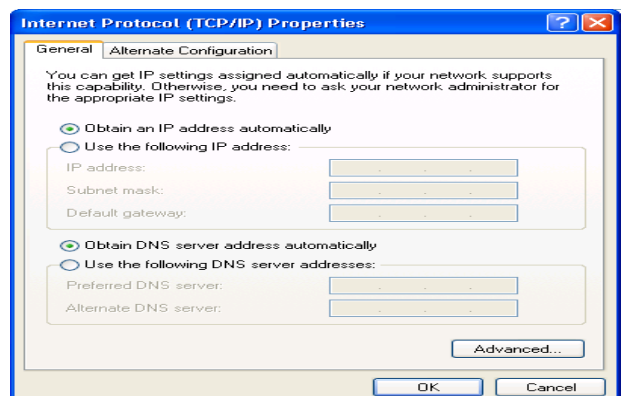 Internet Protocol (TCP/IP) Properties
General
Alternate Configuration
You can get IP settings assigned automatically if your network supports
this capability. Otherwise, you need to ask your network administrator for
the appropriate IP settings.
Obtain an IP address automatically
Use the following IP address:
IP address:
Subnet mask:
Default gateway:
Obtain DNS server address automatically
Use the following DNS server addresses:
Preferred DNS server:
Alternate DNS server:
Advanced...
OK
Cancel